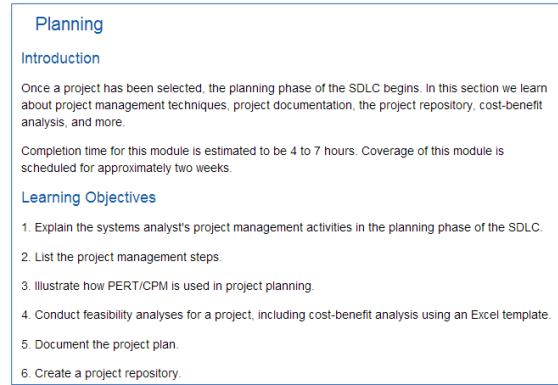 Planning
Introduction
Once a project has been selected, the planning phase of the SDLC begins. In this section we learn
about project management techniques, project documentation, the project repository, cost-benefit
analysis, and more.
Completion time for this module is estimated to be 4 to 7 hours. Coverage of this module is
scheduled for approximately two weeks.
Learning Objectives
1. Explain the systems analyst's project management activities in the planning phase of the SDLC.
2. List the project management steps.
3. Illustrate how PERT/CPM is used in project planning.
4. Conduct feasibility analyses for a project, including cost-benefit analysis using an Excel template.
5. Document the project plan.
6. Create a project repository.